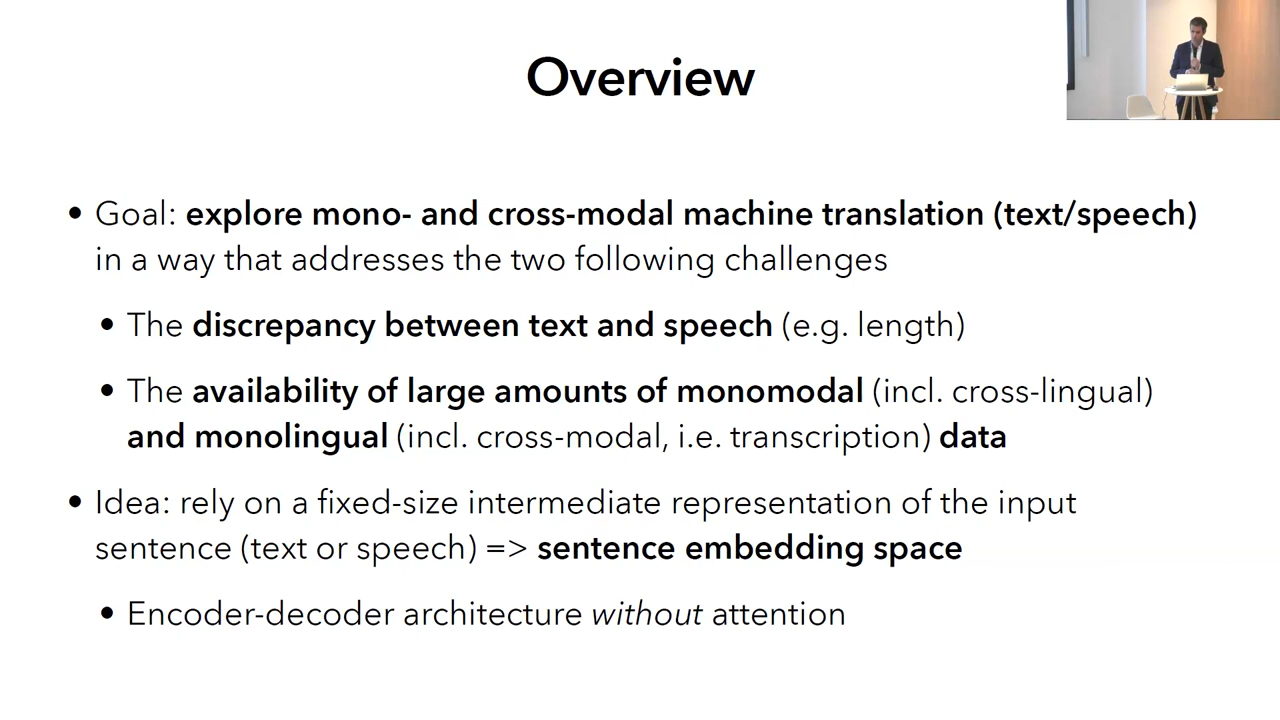 Overview
• Goal: explore mono- and cross-modal machine translation (text/speech)
in a way that addresses the two following challenges
• The discrepancy between text and speech (e.g. length)
• The availability of large amounts of monomodal (incl. cross-lingual)
and monolingual (incl. cross-modal, i.e. transcription) data
• Idea: rely on a fixed-size intermediate representation of the input
sentence (text or speech) => sentence embedding space
• Encoder-decoder architecture without attention